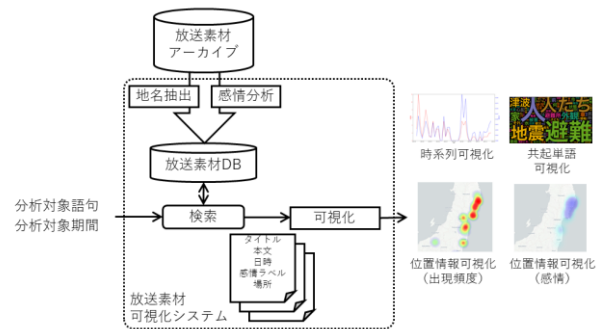 放送素材
アーカイブ
地名抽出
感情分析
放送素材DB
分析対象語句
分析対象期間
検索
可視化
タイトル
本文
日時
感情ラベル
場所
放送素材
可視化システム
時系列可視化
津波
人
人たち
地震
避難
共起単語
可視化
位置情報可視化
（出現頻度）
位置情報可視化
（感情）